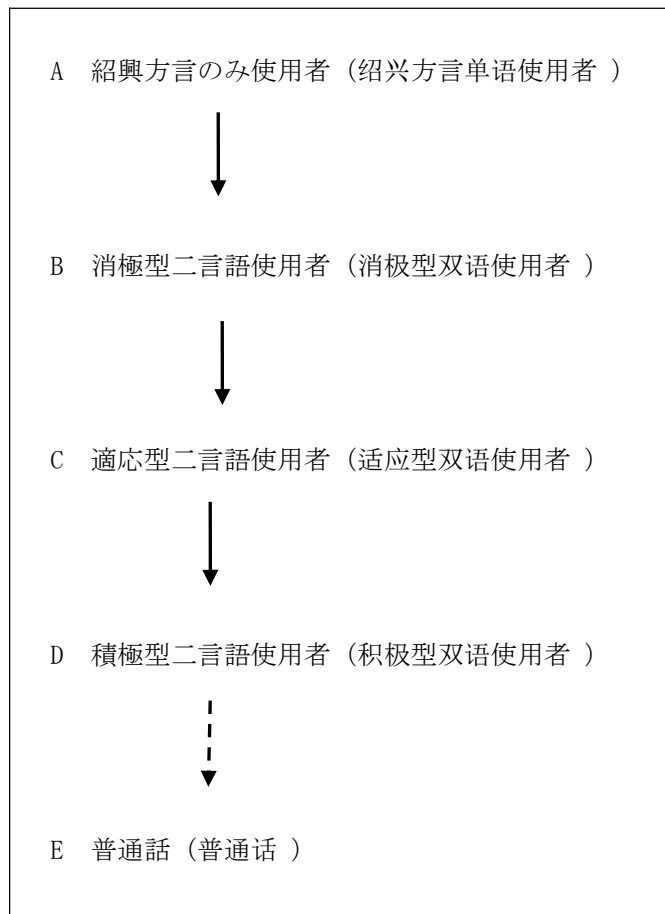 A 紹興方言のみ使用者 (绍兴方言单语使用者 )
B 消極型二言語使用者 (消极型双语使用者 )
C 適応型二言語使用者 (适应型双语使用者 )
D 積極型二言語使用者 (积极型双语使用者 )
E 普通話 (普通话 )